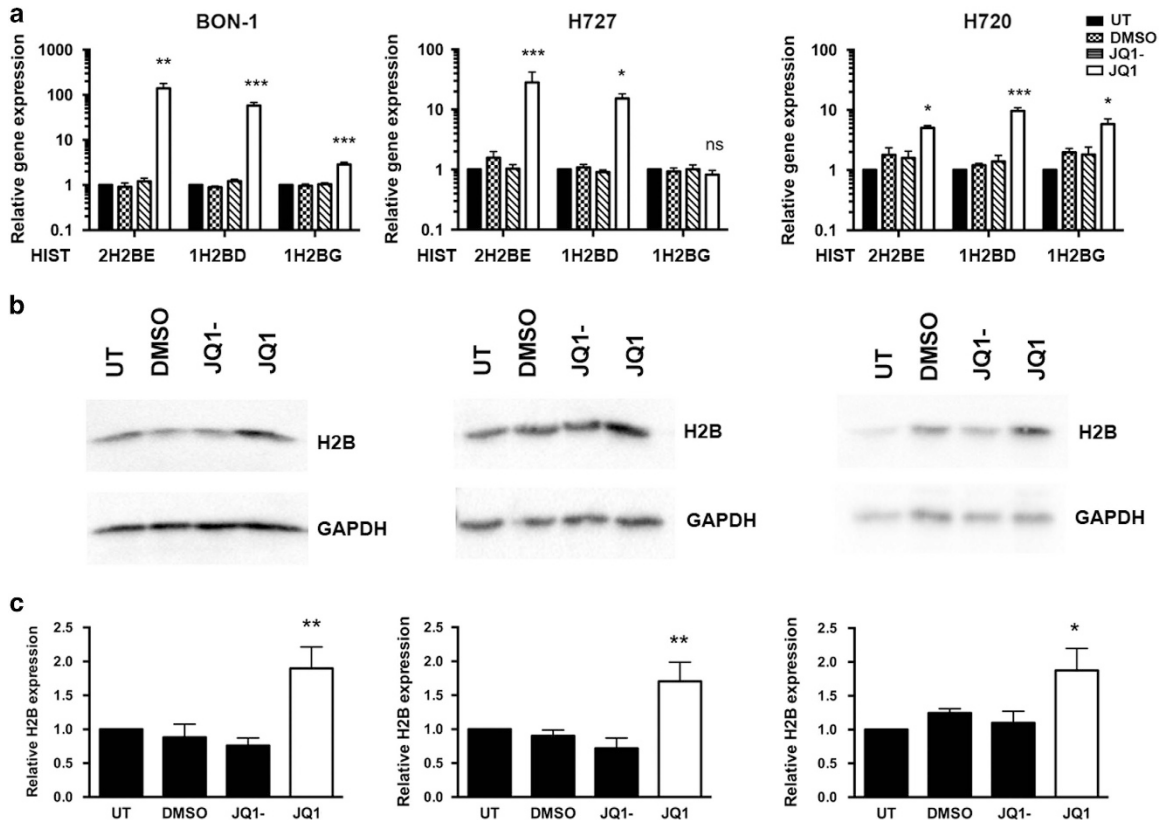 a
BON-1
Relative gene expression
1000
100
10
1
0.1
** *** ***
HIST 2H2BE 1H2BD 1H2BG
H727
Relative gene expression
100
10
1
0.1
*** * ns
HIST 2H2BE 1H2BD 1H2BG
H720
Relative gene expression
100
10
1
0.1
* *** *
HIST 2H2BE 1H2BD 1H2BG
UT
DMSO
JQ1-
JQ1
b
UT DMSO JQ1- JQ1
H2B
GAPDH
UT DMSO JQ1- JQ1
H2B
GAPDH
UT DMSO JQ1- JQ1
H2B
GAPDH
c
Relative H2B expression
2.5
2.0
1.5
1.0
0.5
0.0
**
UT DMSO JQ1- JQ1
Relative H2B expression
2.5
2.0
1.5
1.0
0.5
0.0
**
UT DMSO JQ1- JQ1
Relative H2B expression
2.5
2.0
1.5
1.0
0.5
0.0
*
UT DMSO JQ1- JQ1